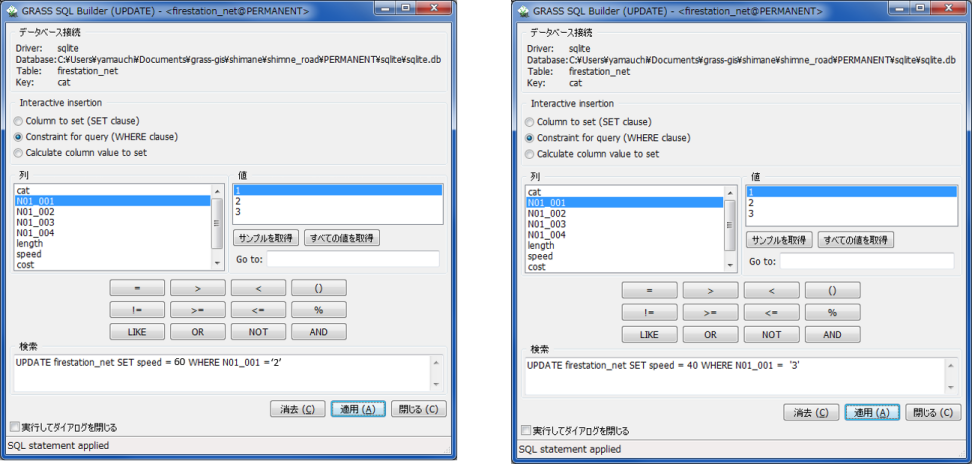 GRASS SQL Builder (UPDATE) - <firestation_net@PERMANENT>
データベース接続
Driver: sqlite
Database:C:¥Users¥yamauchi¥Documents¥grass-gis¥shimane¥shimne_road¥PERMANENT¥sqlite¥sqlite.db
Table: firestation_net
Key: cat
Interactive insertion
Column to set (SET clause)
Constraint for query (WHERE clause)
Calculate column value to set
列
cat
N01_001
N01_002
N01_003
N01_004
length
speed
cost
値
1
2
3
サンプルを取得 すべての値を取得
Go to:
= > < ()
!= >= <= %
LIKE OR NOT AND
検索
UPDATE firestation_net SET speed = 60 WHERE N01_001 ='2'
消去 (C) 適用 (A) 閉じる (C)
実行してダイアログを閉じる
SQL statement applied
GRASS SQL Builder (UPDATE) - <firestation_net@PERMANENT>
データベース接続
Driver: sqlite
Database:C:¥Users¥yamauchi¥Documents¥grass-gis¥shimane¥shimne_road¥PERMANENT¥sqlite¥sqlite.db
Table: firestation_net
Key: cat
Interactive insertion
Column to set (SET clause)
Constraint for query (WHERE clause)
Calculate column value to set
列
cat
N01_001
N01_002
N01_003
N01_004
length
speed
cost
値
1
2
3
サンプルを取得 すべての値を取得
Go to:
= > < ()
!= >= <= %
LIKE OR NOT AND
検索
UPDATE firestation_net SET speed = 40 WHERE N01_001 = '3'
消去 (C) 適用 (A) 閉じる (C)
実行してダイアログを閉じる
SQL statement applied